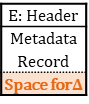 E: Header
Metadata
Record
Space for Δ